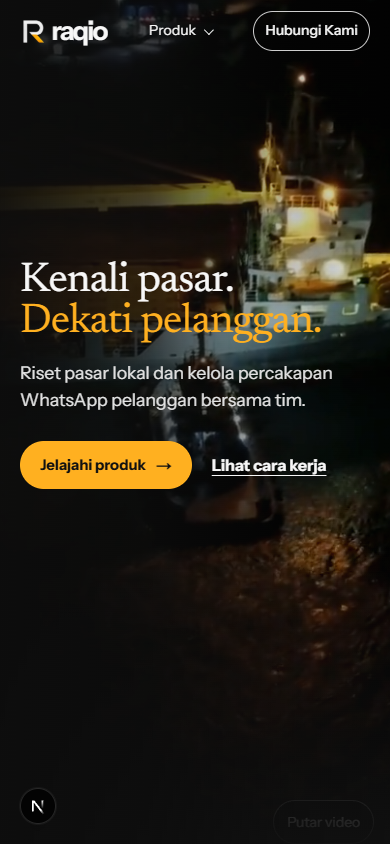 raqio
Produk
Hubungi Kami
Kenali pasar.
Dekati pelanggan.
Riset pasar lokal dan kelola percakapan
WhatsApp pelanggan bersama tim.
Jelajahi produk →
Lihat cara kerja
N
Putar video